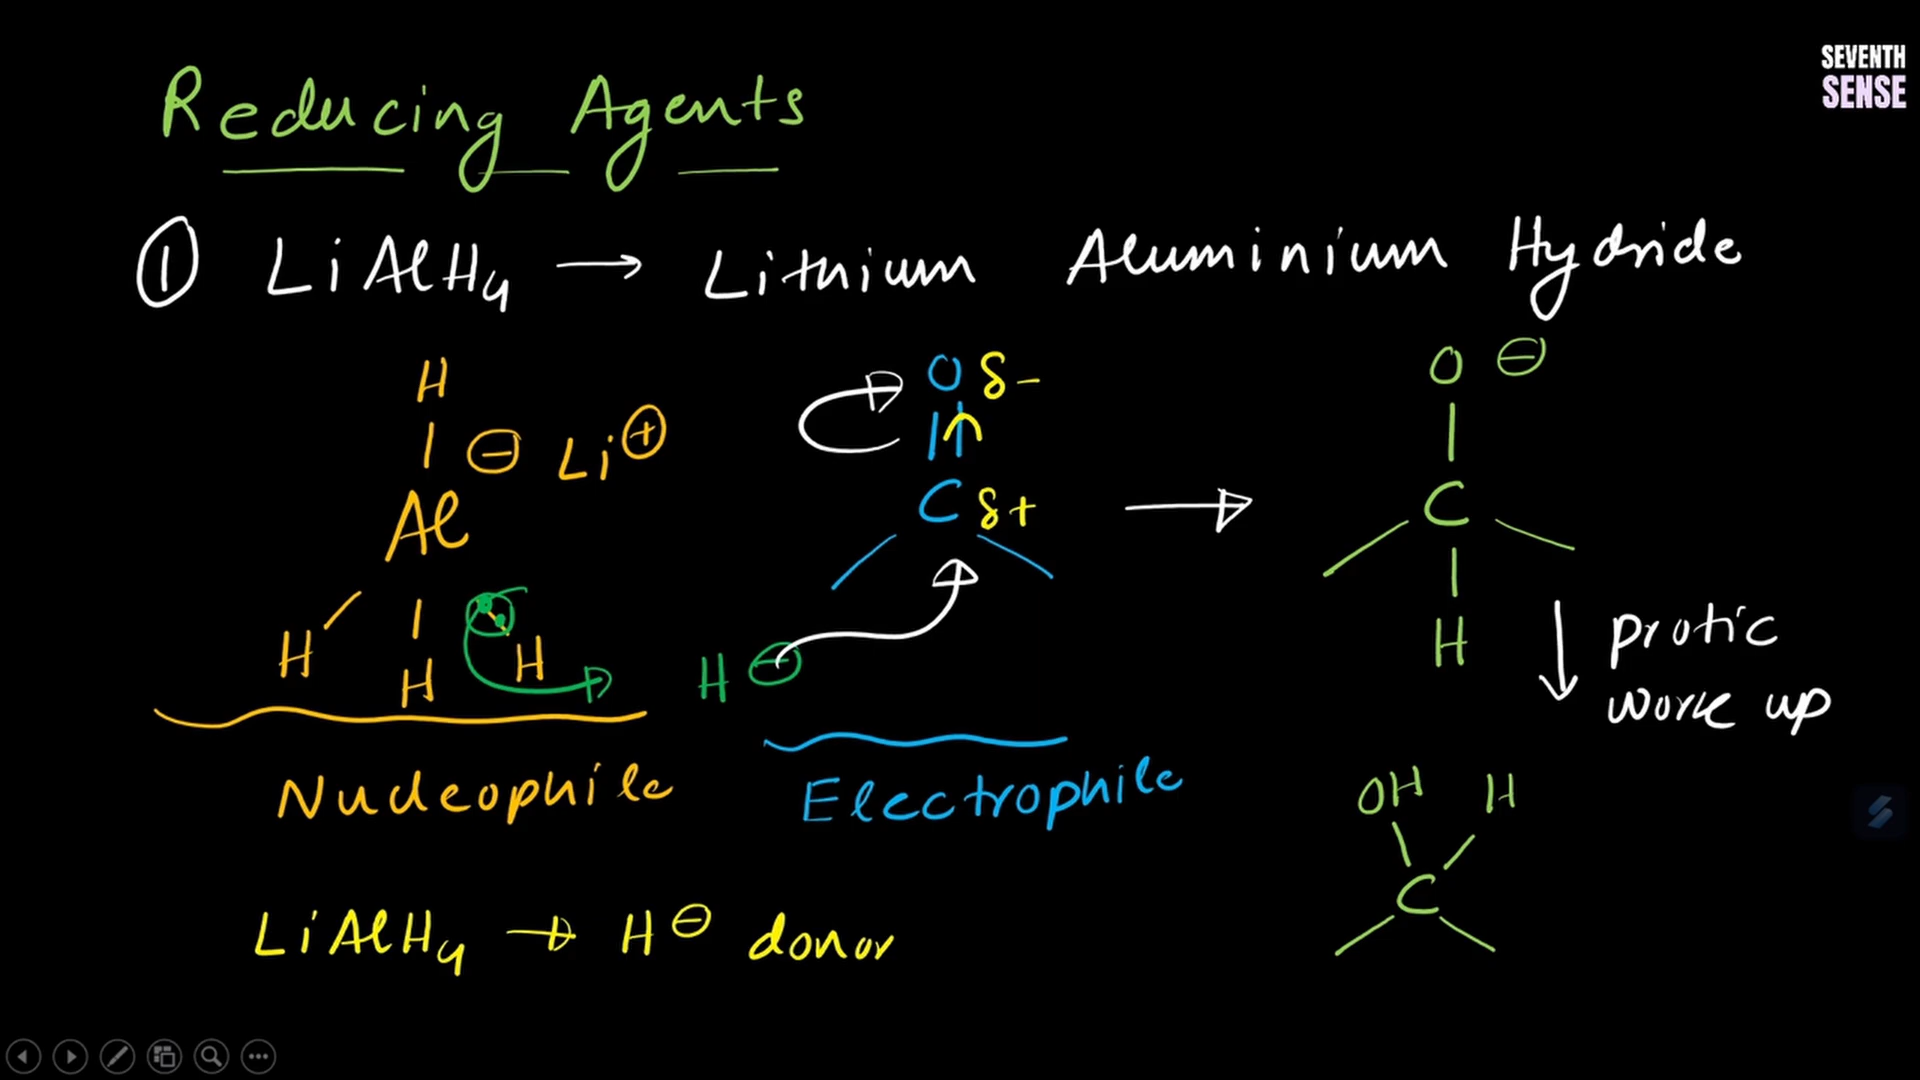 SEVENTH
SENSE
Reducing Agents
① LiAlH4 → Lithium Aluminium Hydride
H
⊖ Li⊕
Al
H H H
Nucleophile
H⊖
O δ-
C δ+
Electrophile
→
O ⊖
C
H
↓ protic
work up
OH H
C
LiAlH4 → H⊖ donor